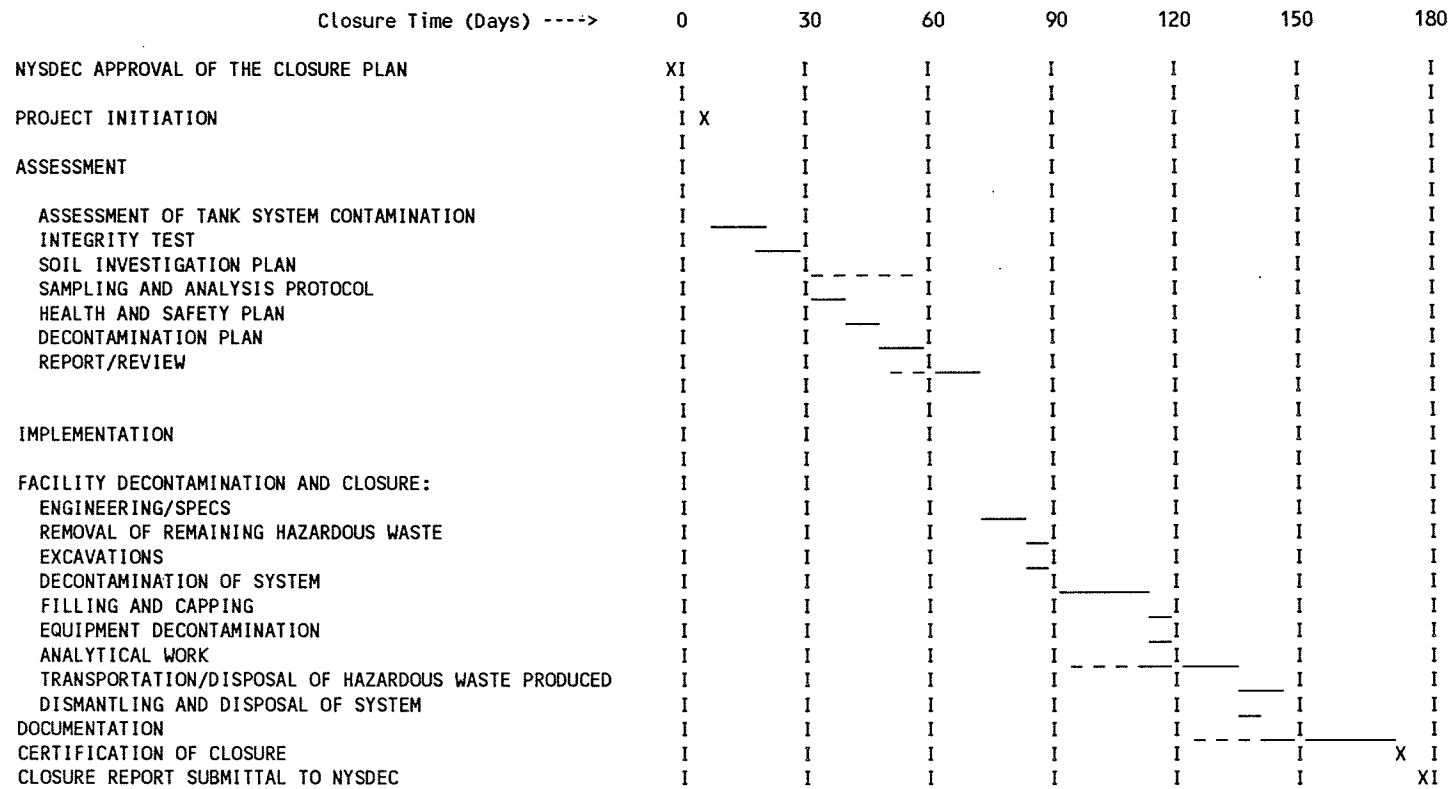 Closure Time (Days) ----> 0 30 60 90 120 150 180
NYSDEC APPROVAL OF THE CLOSURE PLAN XI I I I I I I
I I I I I I I
PROJECT INITIATION I X I I I I I I
I I I I I I I
ASSESSMENT I I I I I I I
I I I I I I I
ASSESSMENT OF TANK SYSTEM CONTAMINATION I I I I I I I
INTEGRITY TEST I I I I I I I
SOIL INVESTIGATION PLAN I I I I I I I
SAMPLING AND ANALYSIS PROTOCOL I I I I I I I
HEALTH AND SAFETY PLAN I I I I I I I
DECONTAMINATION PLAN I I I I I I I
REPORT/REVIEW I I I I I I I
I I I I I I I
I I I I I I I
IMPLEMENTATION I I I I I I I
I I I I I I I
FACILITY DECONTAMINATION AND CLOSURE: I I I I I I I
ENGINEERING/SPECS I I I I I I I
REMOVAL OF REMAINING HAZARDOUS WASTE I I I I I I I
EXCAVATIONS I I I I I I I
DECONTAMINATION OF SYSTEM I I I I I I I
FILLING AND CAPPING I I I I I I I
EQUIPMENT DECONTAMINATION I I I I I I I
ANALYTICAL WORK I I I I I I I
TRANSPORTATION/DISPOSAL OF HAZARDOUS WASTE PRODUCED I I I I I I I
DISMANTLING AND DISPOSAL OF SYSTEM I I I I I I I
DOCUMENTATION I I I I I I I
CERTIFICATION OF CLOSURE I I I I I I X I
CLOSURE REPORT SUBMITTAL TO NYSDEC I I I I I I XI